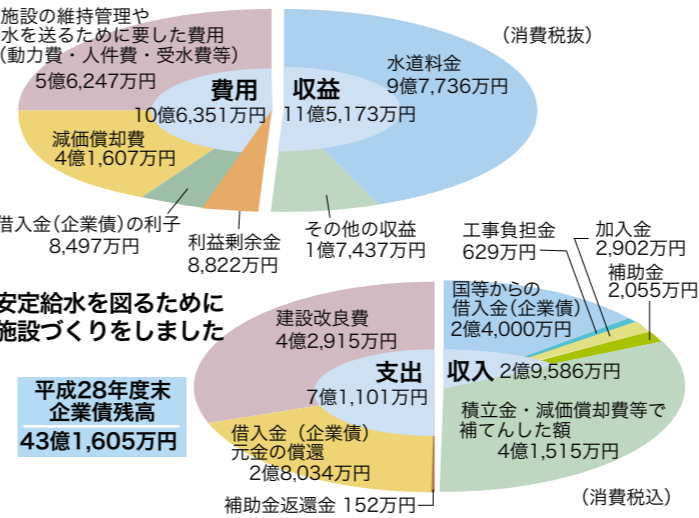 施設の維持管理や
水を送るために要した費用
（動力費・人件費・受水費等）
5億6,247万円
減価償却費
4億1,607万円
借入金（企業債）の利子
8,497万円
利益剰余金
8,822万円
費用
10億6,351万円
収益
11億5,173万円
（消費税抜）
水道料金
9億7,736万円
その他の収益
1億7,437万円
安定給水を図るために
施設づくりをしました
平成28年度末
企業債残高
43億1,605万円
建設改良費
4億2,915万円
支出
7億1,101万円
借入金（企業債）
元金の償還
2億8,034万円
補助金返還金 152万円
収入 2億9,586万円
国等からの
借入金（企業債）
2億4,000万円
工事負担金
629万円
加入金
2,902万円
補助金
2,055万円
積立金・減価償却費等で
補てんした額
4億1,515万円
（消費税込）